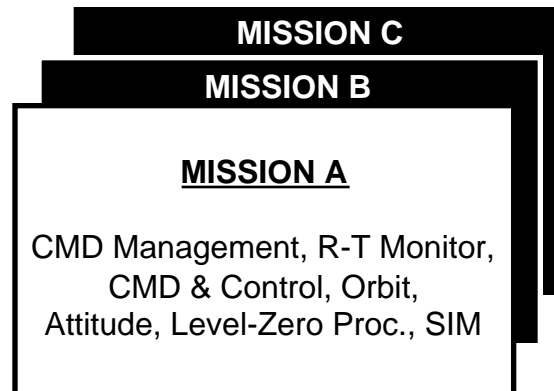 MISSION C
MISSION B
MISSION A
CMD Management, R-T Monitor,
CMD & Control, Orbit,
Attitude, Level-Zero Proc., SIM